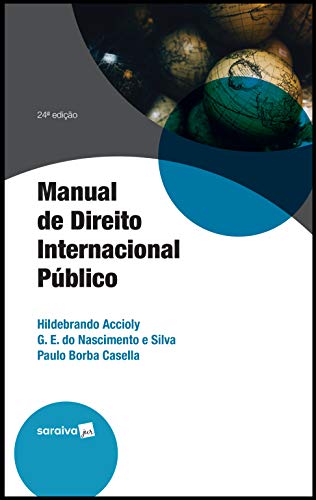 24ª edição
Manual
de Direito
Internacional
Público
Hildebrando Accioly
G. E. do Nascimento e Silva
Paulo Borba Casella
saraiva jur